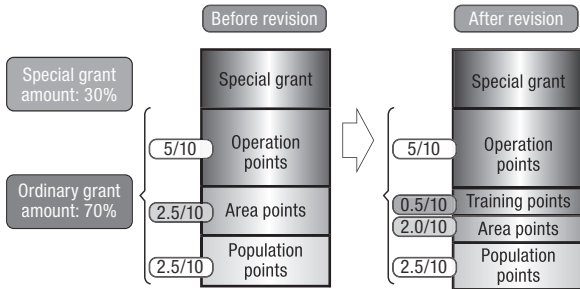 Before revision
After revision
Special grant
amount: 30%
Special grant
Special grant
5/10
Operation
points
5/10
Operation
points
Ordinary grant
amount: 70%
2.5/10
Area points
0.5/10
Training points
2.0/10
Area points
2.5/10
Population
points
2.5/10
Population
points